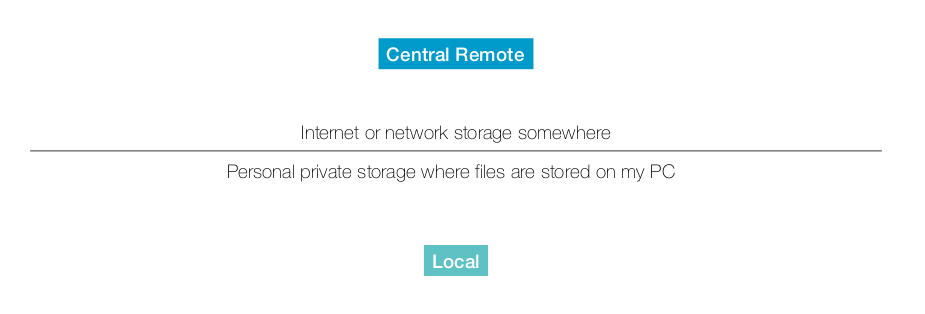 Central Remote
Internet or network storage somewhere
Personal private storage where files are stored on my PC
Local